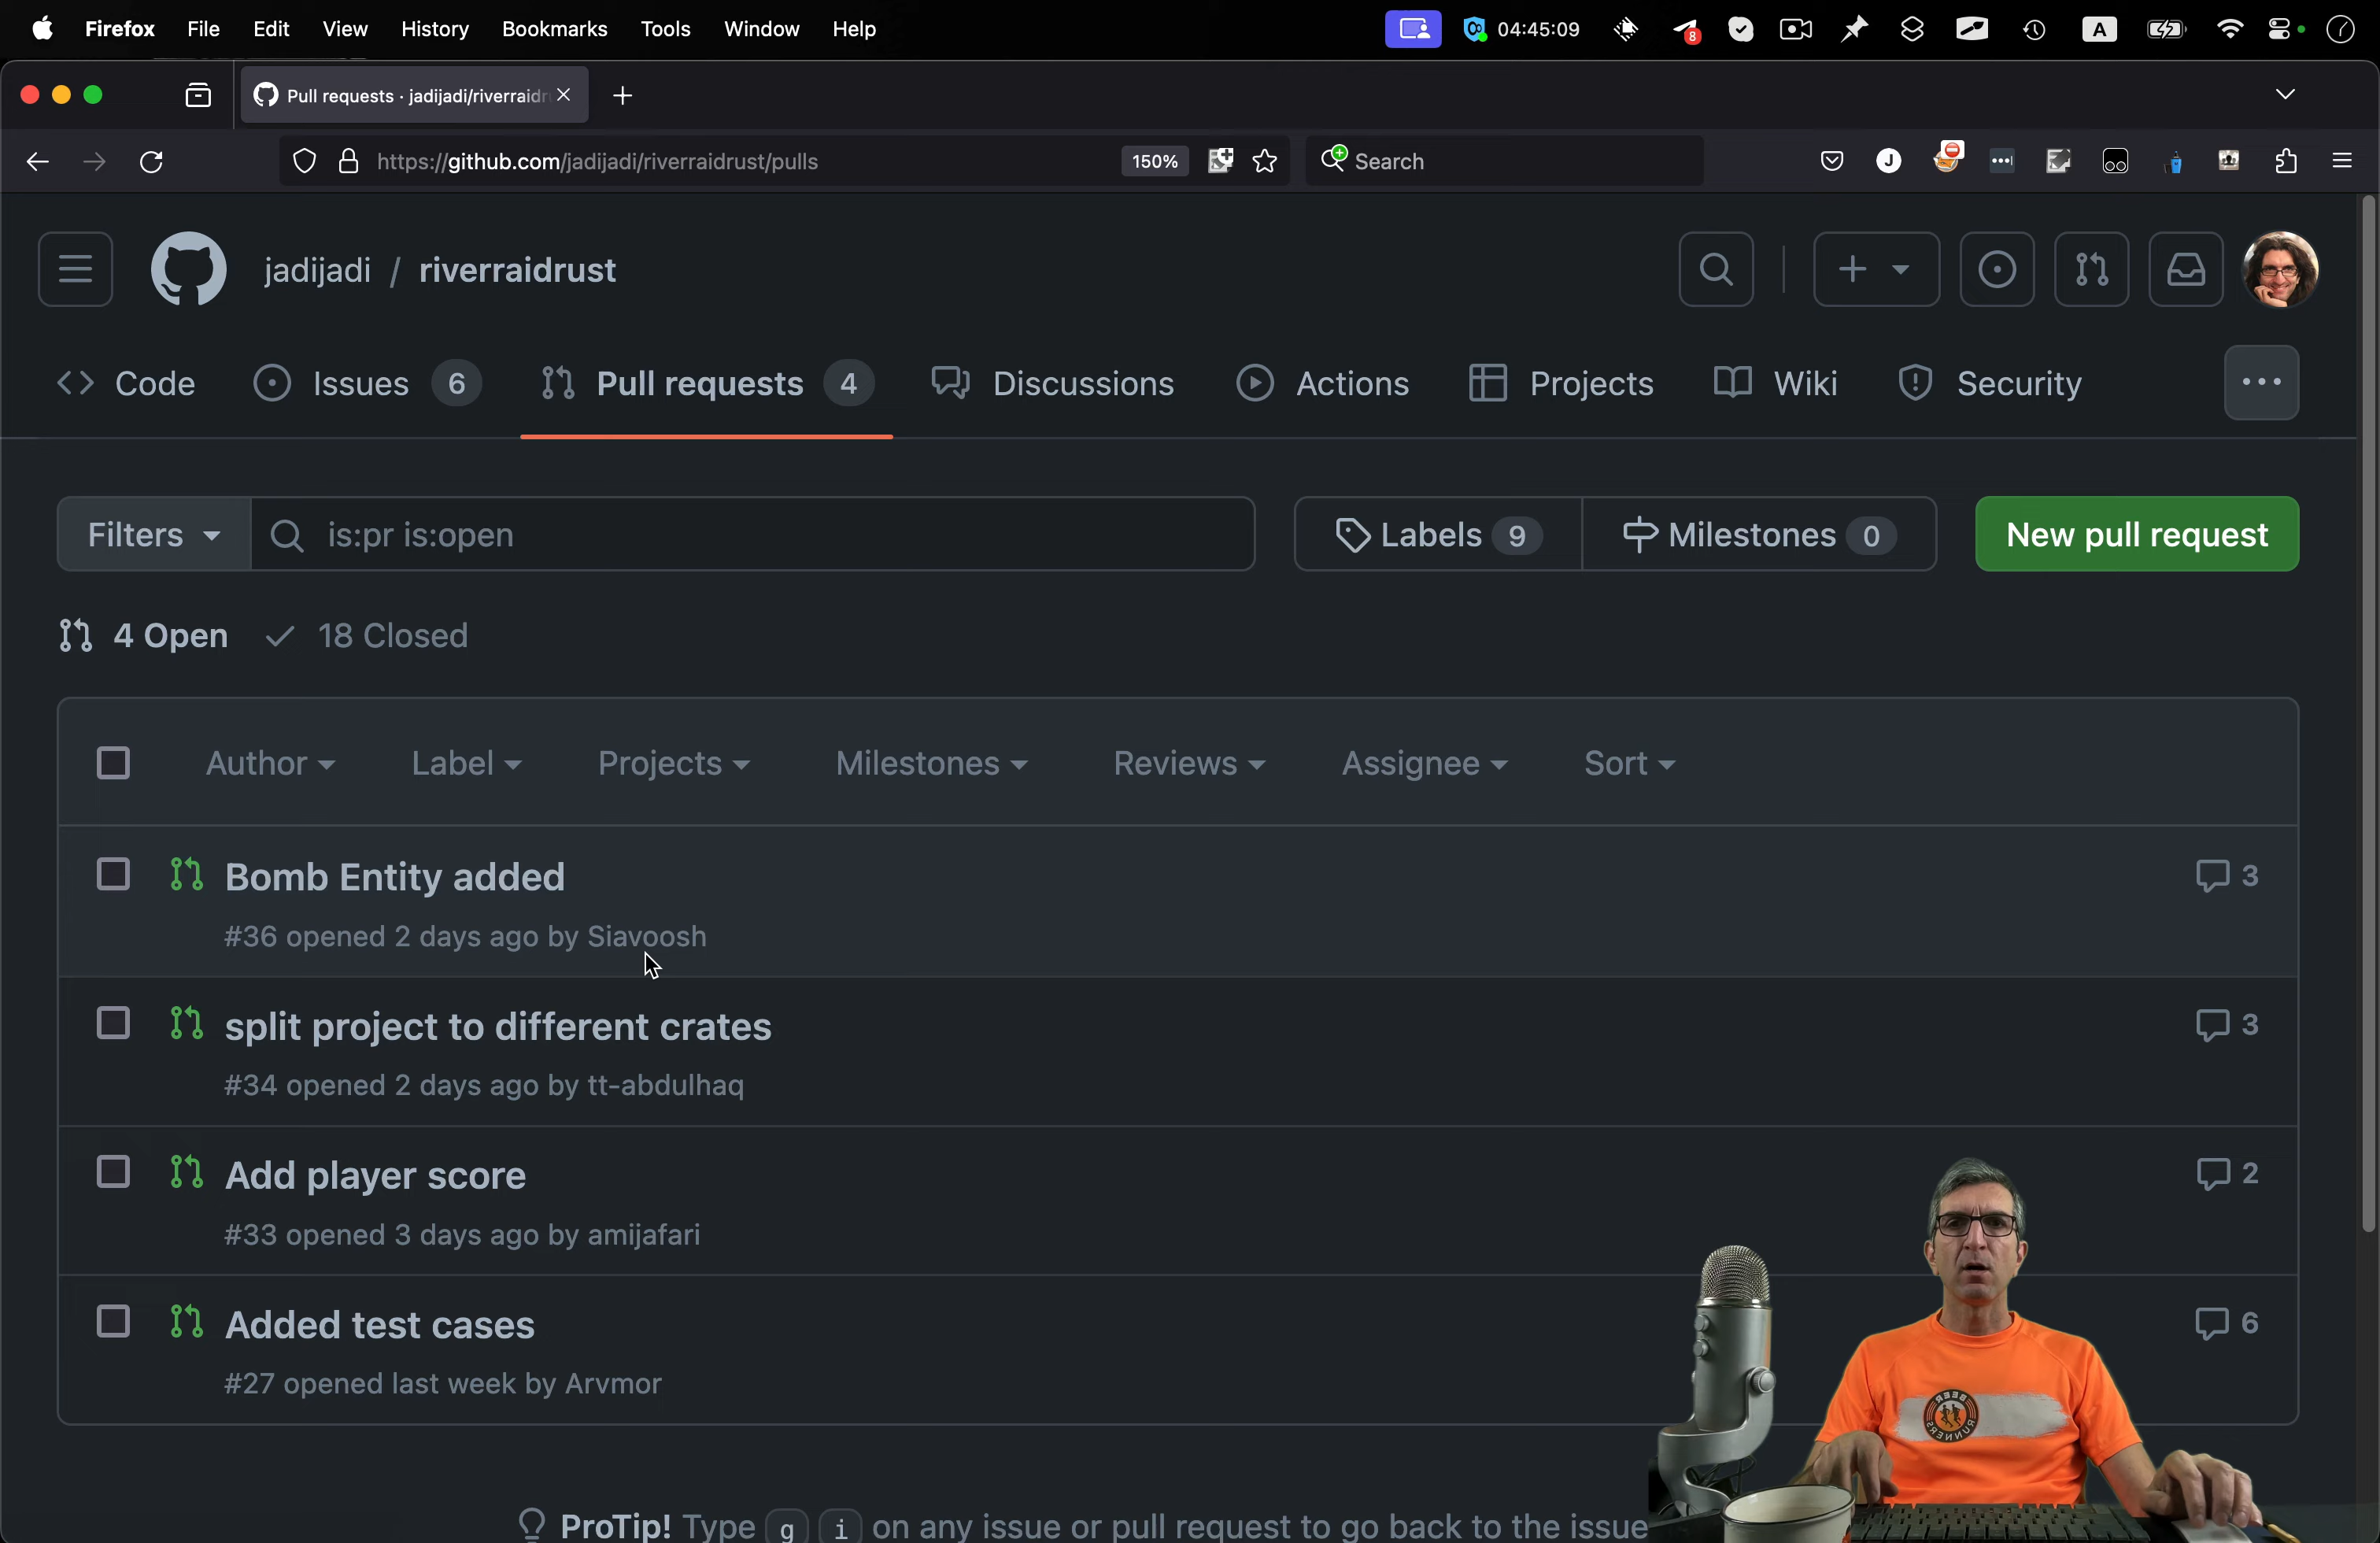 Firefox File Edit View History Bookmarks Tools Window Help 04:45:09 8 A
Pull requests · jadijadi/riverraidr
https://github.com/jadijadi/riverraidrust/pulls 150% Search J
jadijadi / riverraidrust
Code Issues 6 Pull requests 4 Discussions Actions Projects Wiki Security
Filters is:pr is:open Labels 9 Milestones 0 New pull request
4 Open 18 Closed
Author Label Projects Milestones Reviews Assignee Sort
Bomb Entity added 3
#36 opened 2 days ago by Siavoosh
split project to different crates 3
#34 opened 2 days ago by tt-abdulhaq
Add player score 2
#33 opened 3 days ago by amijafari
Added test cases 6
#27 opened last week by Arvmor
BEER
RUNNERS
ProTip! Type g i on any issue or pull request to go back to the issue